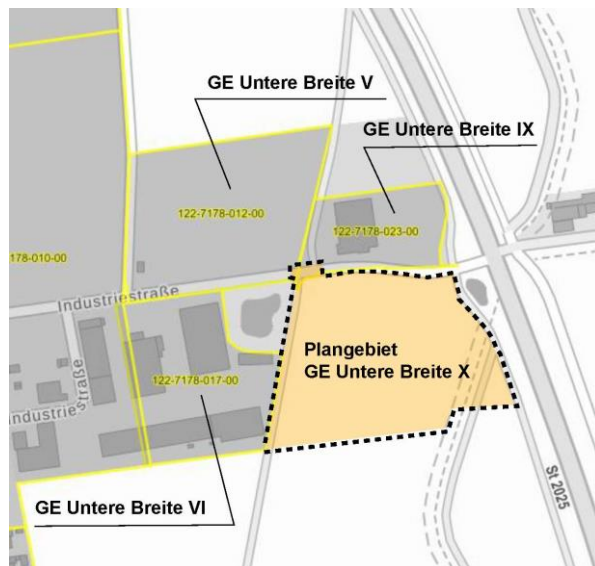 GE Untere Breite V
GE Untere Breite IX
122-7178-012-00
122-7178-023-00
178-010-00
Industriestraße
Plangebiet
GE Untere Breite X
122-7178-017-00
Industriestraße
GE Untere Breite VI
St 2025